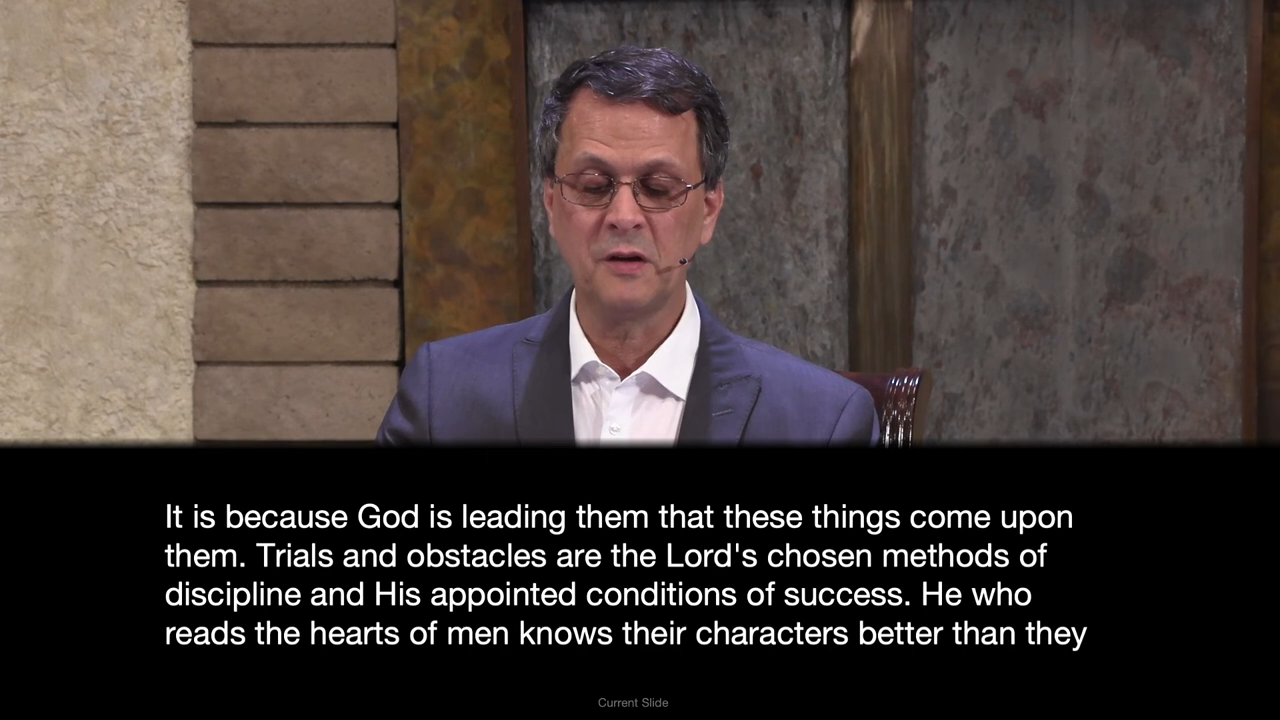 It is because God is leading them that these things come upon
them. Trials and obstacles are the Lord's chosen methods of
discipline and His appointed conditions of success. He who
reads the hearts of men knows their characters better than they
Current Slide